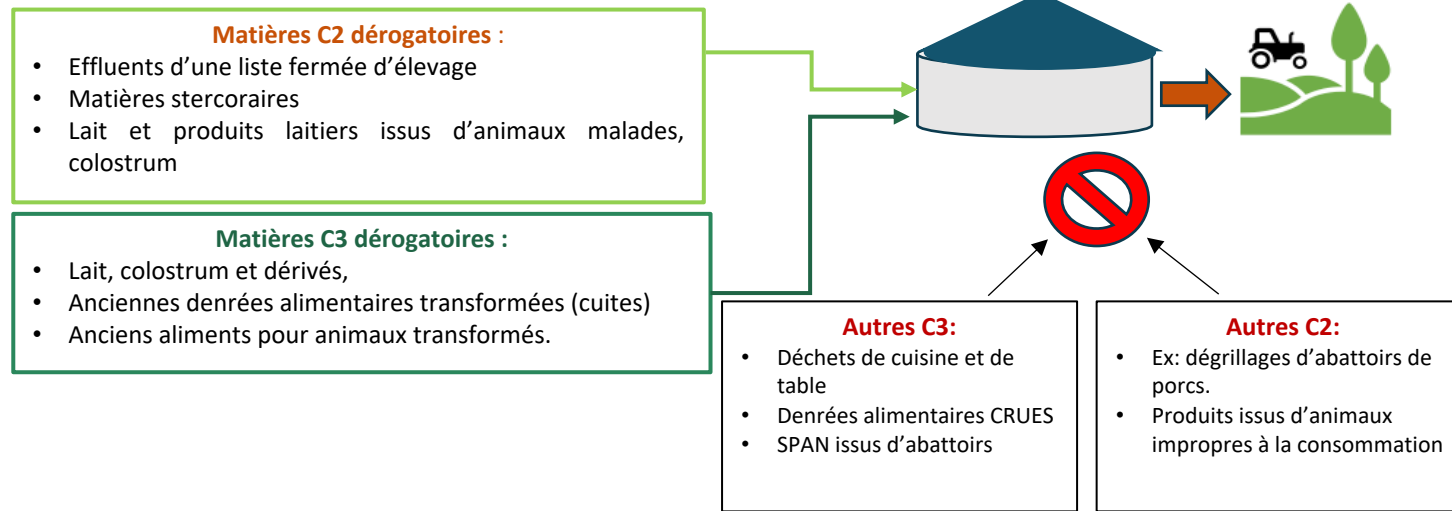 Matières C2 dérogatoires :
• Effluents d’une liste fermée d’élevage
• Matières stercoraires
• Lait et produits laitiers issus d’animaux malades,
colostrum
Matières C3 dérogatoires :
• Lait, colostrum et dérivés,
• Anciennes denrées alimentaires transformées (cuites)
• Anciens aliments pour animaux transformés.
Autres C3:
• Déchets de cuisine et de
table
• Denrées alimentaires CRUES
• SPAN issus d’abattoirs
Autres C2:
• Ex: dégrillages d’abattoirs de
porcs.
• Produits issus d’animaux
impropres à la consommation